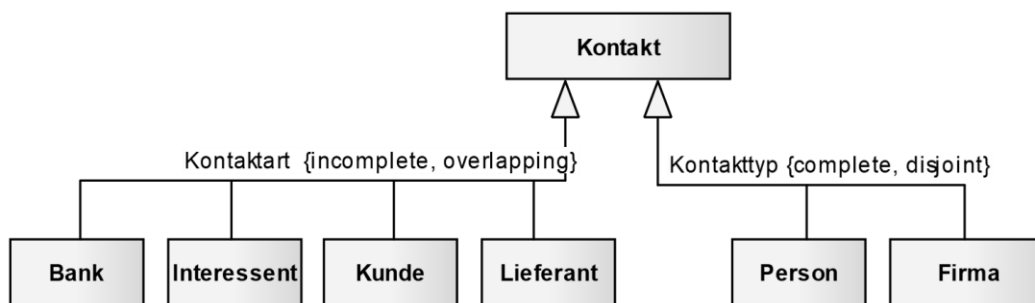 Kontakt
Kontaktart {incomplete, overlapping}
Kontakttyp {complete, disjoint}
Bank
Interessent
Kunde
Lieferant
Person
Firma